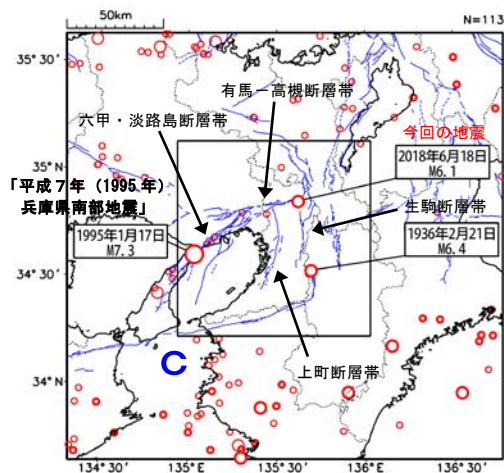 50km
N=113
35°30'
有馬－高槻断層帯
六甲・淡路島断層帯
今回の地震
35°N
2018年6月18日
M6.1
「平成７年（1995年）
兵庫県南部地震」
生駒断層帯
1995年1月17日
M7.3
1936年2月21日
M6.4
34°30'
上町断層帯
C
34°N
134°30'
135°E
135°30'
136°E
136°30'